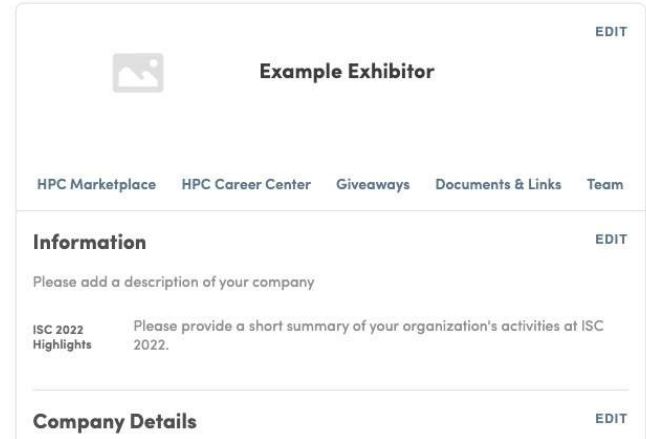 EDIT
Example Exhibitor
HPC Marketplace HPC Career Center Giveaways Documents & Links Team
Information EDIT
Please add a description of your company
ISC 2022 Highlights
Please provide a short summary of your organization's activities at ISC
2022.
Company Details EDIT